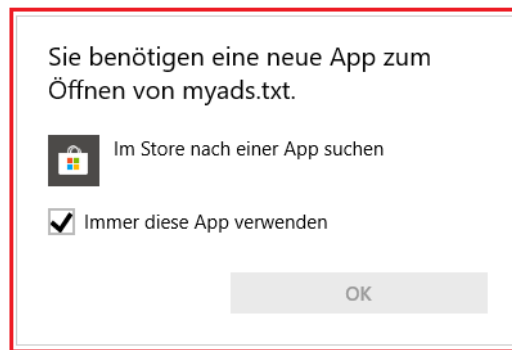 Sie benötigen eine neue App zum
Öffnen von myads.txt.
Im Store nach einer App suchen
Immer diese App verwenden
OK